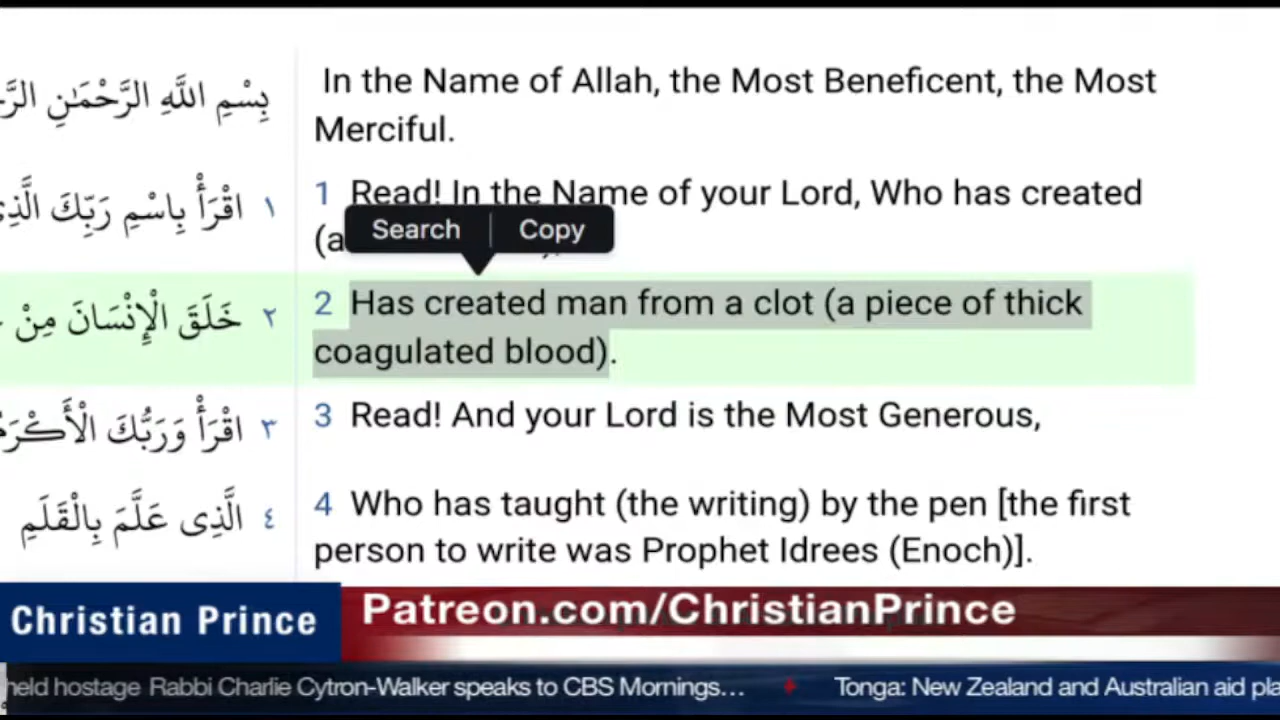 بِسْمِ اللَّهِ الرَّحْمَٰنِ
In the Name of Allah, the Most Beneficent, the Most
Merciful.
١ اقْرَأْ بِاسْمِ رَبِّكَ
1 Read! In the Name of your Lord, Who has created
(a
Search Copy
٢ خَلَقَ الْإِنْسَانَ مِنْ
2 Has created man from a clot (a piece of thick
coagulated blood).
٣ اقْرَأْ وَرَبُّكَ
3 Read! And your Lord is the Most Generous,
٤ الَّذِى عَلَّمَ بِالْقَلَمِ
4 Who has taught (the writing) by the pen [the first
person to write was Prophet Idrees (Enoch)].
Christian Prince
Patreon.com/ChristianPrince
held hostage Rabbi Charlie Cytron-Walker speaks to CBS Mornings... Tonga: New Zealand and Australian aid